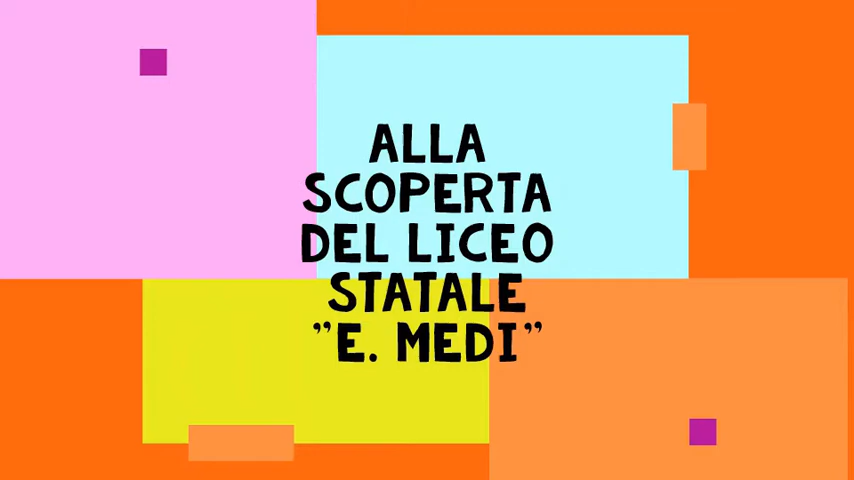 ALLA
SCOPERTA
DEL LICEO
STATALE
"E. MEDI"